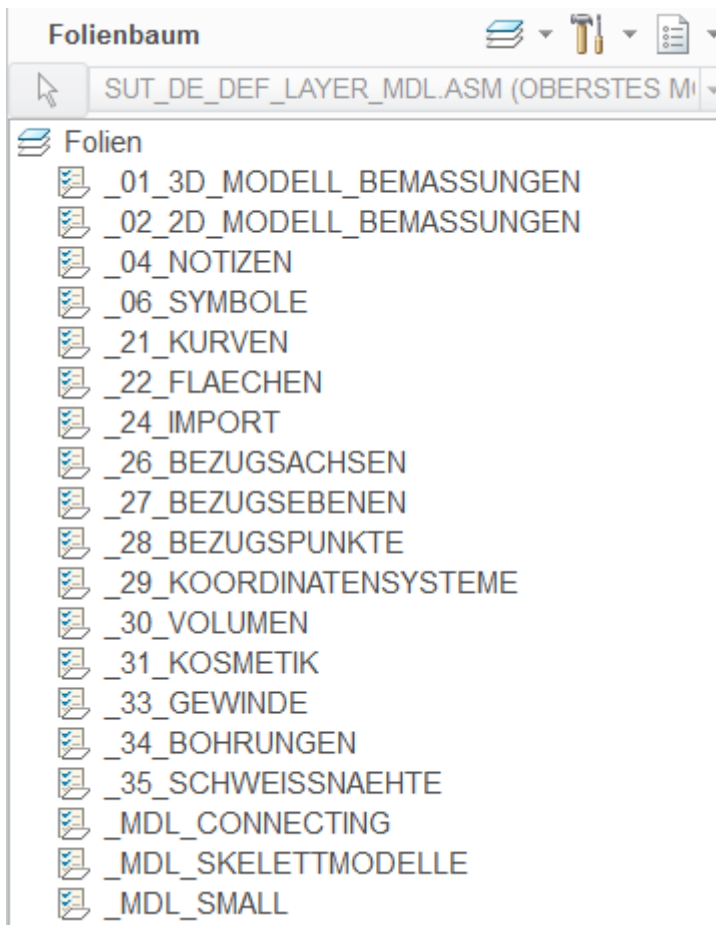 Folienbaum
SUT_DE_DEF_LAYER_MDL.ASM (OBERSTES
Folien
_01_3D_MODELL_BEMASSUNGEN
_02_2D_MODELL_BEMASSUNGEN
_04_NOTIZEN
_06_SYMBOLE
_21_KURVEN
_22_FLAECHEN
_24_IMPORT
_26_BEZUGSACHSEN
_27_BEZUGSEBENEN
_28_BEZUGSPUNKTE
_29_KOORDINATENSYSTEME
_30_VOLUMEN
_31_KOSMETIK
_33_GEWINDE
_34_BOHRUNGEN
_35_SCHWEISSNAEHTE
_MDL_CONNECTING
_MDL_SKELETTMODELLE
_MDL_SMALL